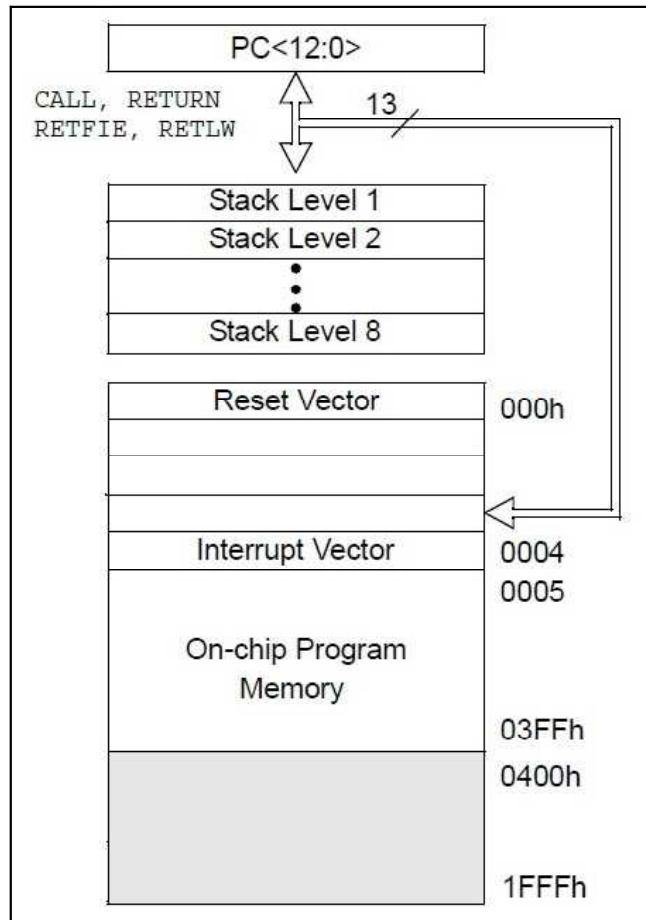 PC<12:0>
CALL, RETURN
RETFIE, RETLW
13
Stack Level 1
Stack Level 2
Stack Level 8
Reset Vector
000h
Interrupt Vector
0004
0005
On-chip Program
Memory
03FFh
0400h
1FFFh